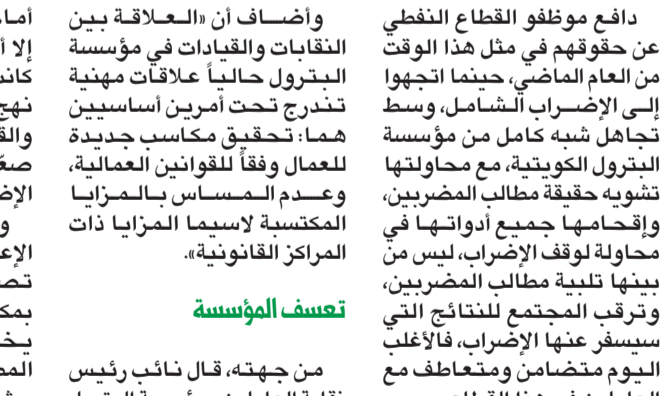 دافع موظفو القطاع النفطي
عن حقوقهم في مثل هذا الوقت
من العام الماضي، حينما اتجهوا
إلى الإضراب الشامل، وسط
تجاهل شبه كامل من مؤسسة
البترول الكويتية، مع محاولتها
تشويه حقيقة مطالب المضربين،
وإقحامها جميع أدواتها في
محاولة لوقف الإضراب، ليس من
بينها تلبية مطالب المضربين،
وترقب المجتمع للنتائج التي
سيسفر عنها الإضراب، فالأغلب
اليوم متضامن ومتعاطف مع
وأضاف أن «العلاقة بين
النقابات والقيادات في مؤسسة
البترول حالياً علاقات مهنية
تندرج تحت أمرين أساسيين
هما: تحقيق مكاسب جديدة
للعمال وفقاً للقوانين العمالية،
وعدم المساس بالمزايا
المكتسبة لاسيما المزايا ذات
المراكز القانونية».
تعسف المؤسسة
من جهته، قال نائب رئيس